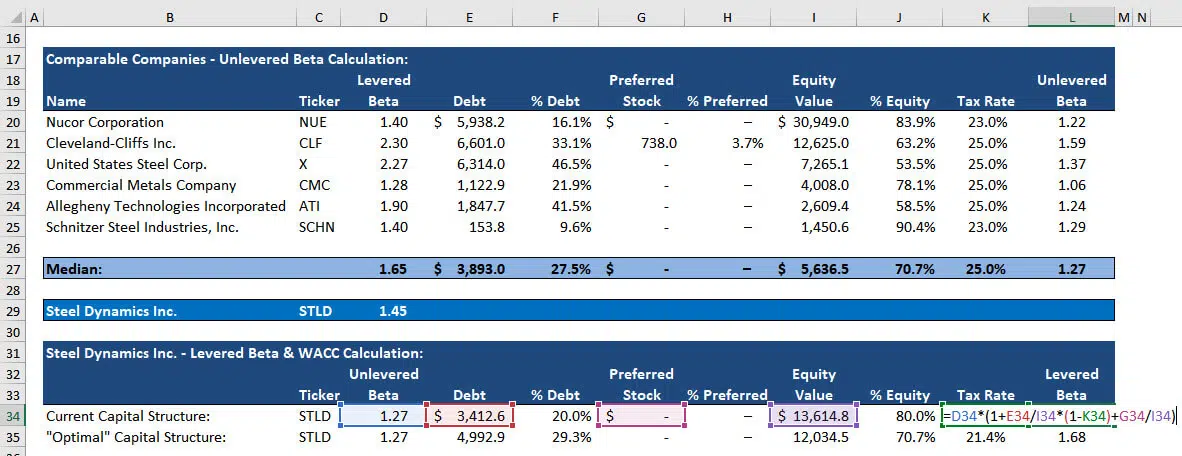 A B C D E F G H I J K L M N
16
17 Comparable Companies - Unlevered Beta Calculation:
18 Levered Preferred Equity Unlevered
19 Name Ticker Beta Debt % Debt Stock % Preferred Value % Equity Tax Rate Beta
20 Nucor Corporation NUE 1.40 $ 5,938.2 16.1% $ - – $ 30,949.0 83.9% 23.0% 1.22
21 Cleveland-Cliffs Inc. CLF 2.30 6,601.0 33.1% 738.0 3.7% 12,625.0 63.2% 25.0% 1.59
22 United States Steel Corp. X 2.27 6,314.0 46.5% - – 7,265.1 53.5% 25.0% 1.37
23 Commercial Metals Company CMC 1.28 1,122.9 21.9% - – 4,008.0 78.1% 25.0% 1.06
24 Allegheny Technologies Incorporated ATI 1.90 1,847.7 41.5% - – 2,609.4 58.5% 25.0% 1.24
25 Schnitzer Steel Industries, Inc. SCHN 1.40 153.8 9.6% - – 1,450.6 90.4% 23.0% 1.29
26
27 Median: 1.65 $ 3,893.0 27.5% $ - – $ 5,636.5 70.7% 25.0% 1.27
28
29 Steel Dynamics Inc. STLD 1.45
30
31 Steel Dynamics Inc. - Levered Beta & WACC Calculation:
32 Unlevered Preferred Equity Levered
33 Ticker Beta Debt % Debt Stock % Preferred Value % Equity Tax Rate Beta
34 Current Capital Structure: STLD 1.27 $ 3,412.6 20.0% $ - – $ 13,614.8 80.0% =D34*(1+E34/I34*(1-K34)+G34/I34)
35 "Optimal" Capital Structure: STLD 1.27 4,992.9 29.3% - – 12,034.5 70.7% 21.4% 1.68